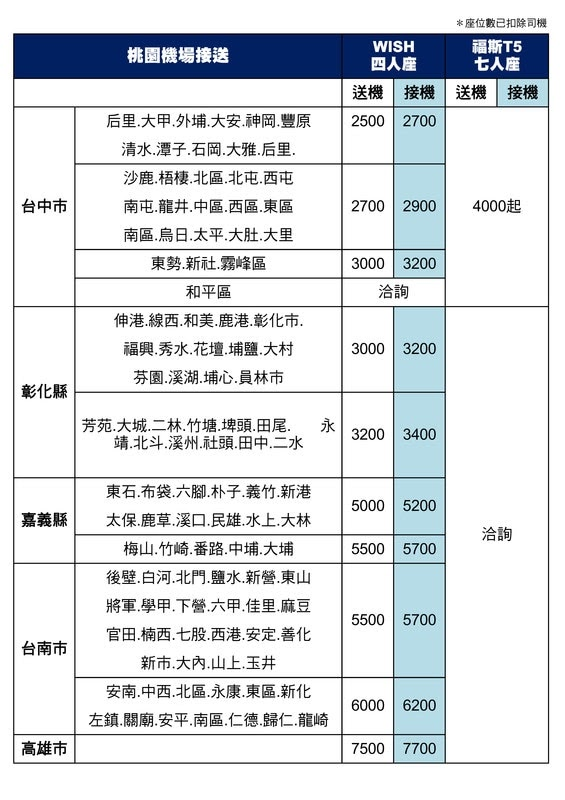 ＊座位數已扣除司機
桃園機場接送
WISH
四人座
福斯T5
七人座
送機 接機 送機 接機
台中市
后里.大甲.外埔.大安.神岡.豐原
清水.潭子.石岡.大雅.后里.
2500 2700
沙鹿.梧棲.北區.北屯.西屯
南屯.龍井.中區.西區.東區
南區.烏日.太平.大肚.大里
2700 2900
東勢.新社.霧峰區
3000 3200
和平區
洽詢
4000起
彰化縣
伸港.線西.和美.鹿港.彰化市.
福興.秀水.花壇.埔鹽.大村
芬園.溪湖.埔心.員林市
3000 3200
芳苑.大城.二林.竹塘.埤頭.田尾. 永
靖.北斗.溪州.社頭.田中.二水
3200 3400
嘉義縣
東石.布袋.六腳.朴子.義竹.新港
太保.鹿草.溪口.民雄.水上.大林
5000 5200
梅山.竹崎.番路.中埔.大埔
5500 5700
台南市
後壁.白河.北門.鹽水.新營.東山
將軍.學甲.下營.六甲.佳里.麻豆
官田.楠西.七股.西港.安定.善化
新市.大內.山上.玉井
5500 5700
安南.中西.北區.永康.東區.新化
左鎮.關廟.安平.南區.仁德.歸仁.龍崎
6000 6200
高雄市
7500 7700
洽詢